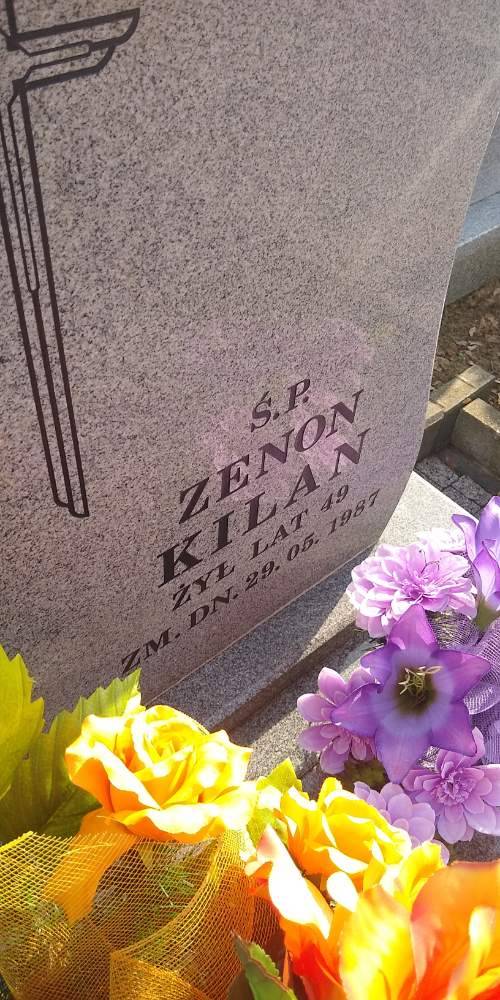 Ś.P.
ZENON
KILAN
ŻYŁ LAT 49
ZM. DN. 29. 05. 1987